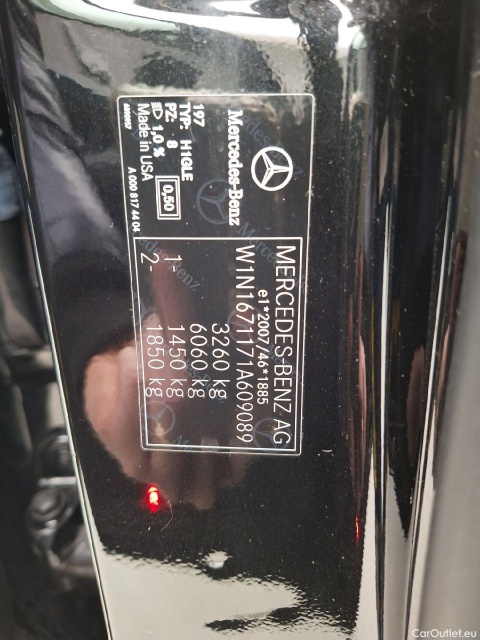 Mercedes-Benz
197
TYP: H1GLE
PZ: 8
1,0 %
0,50
Made in USA
A 000 817 44 04
MERCEDES-BENZ AG
e1*2007/46*1885
W1N1671171A609089
3260 kg
6060 kg
1- 1450 kg
2- 1850 kg
CarOutlet.eu